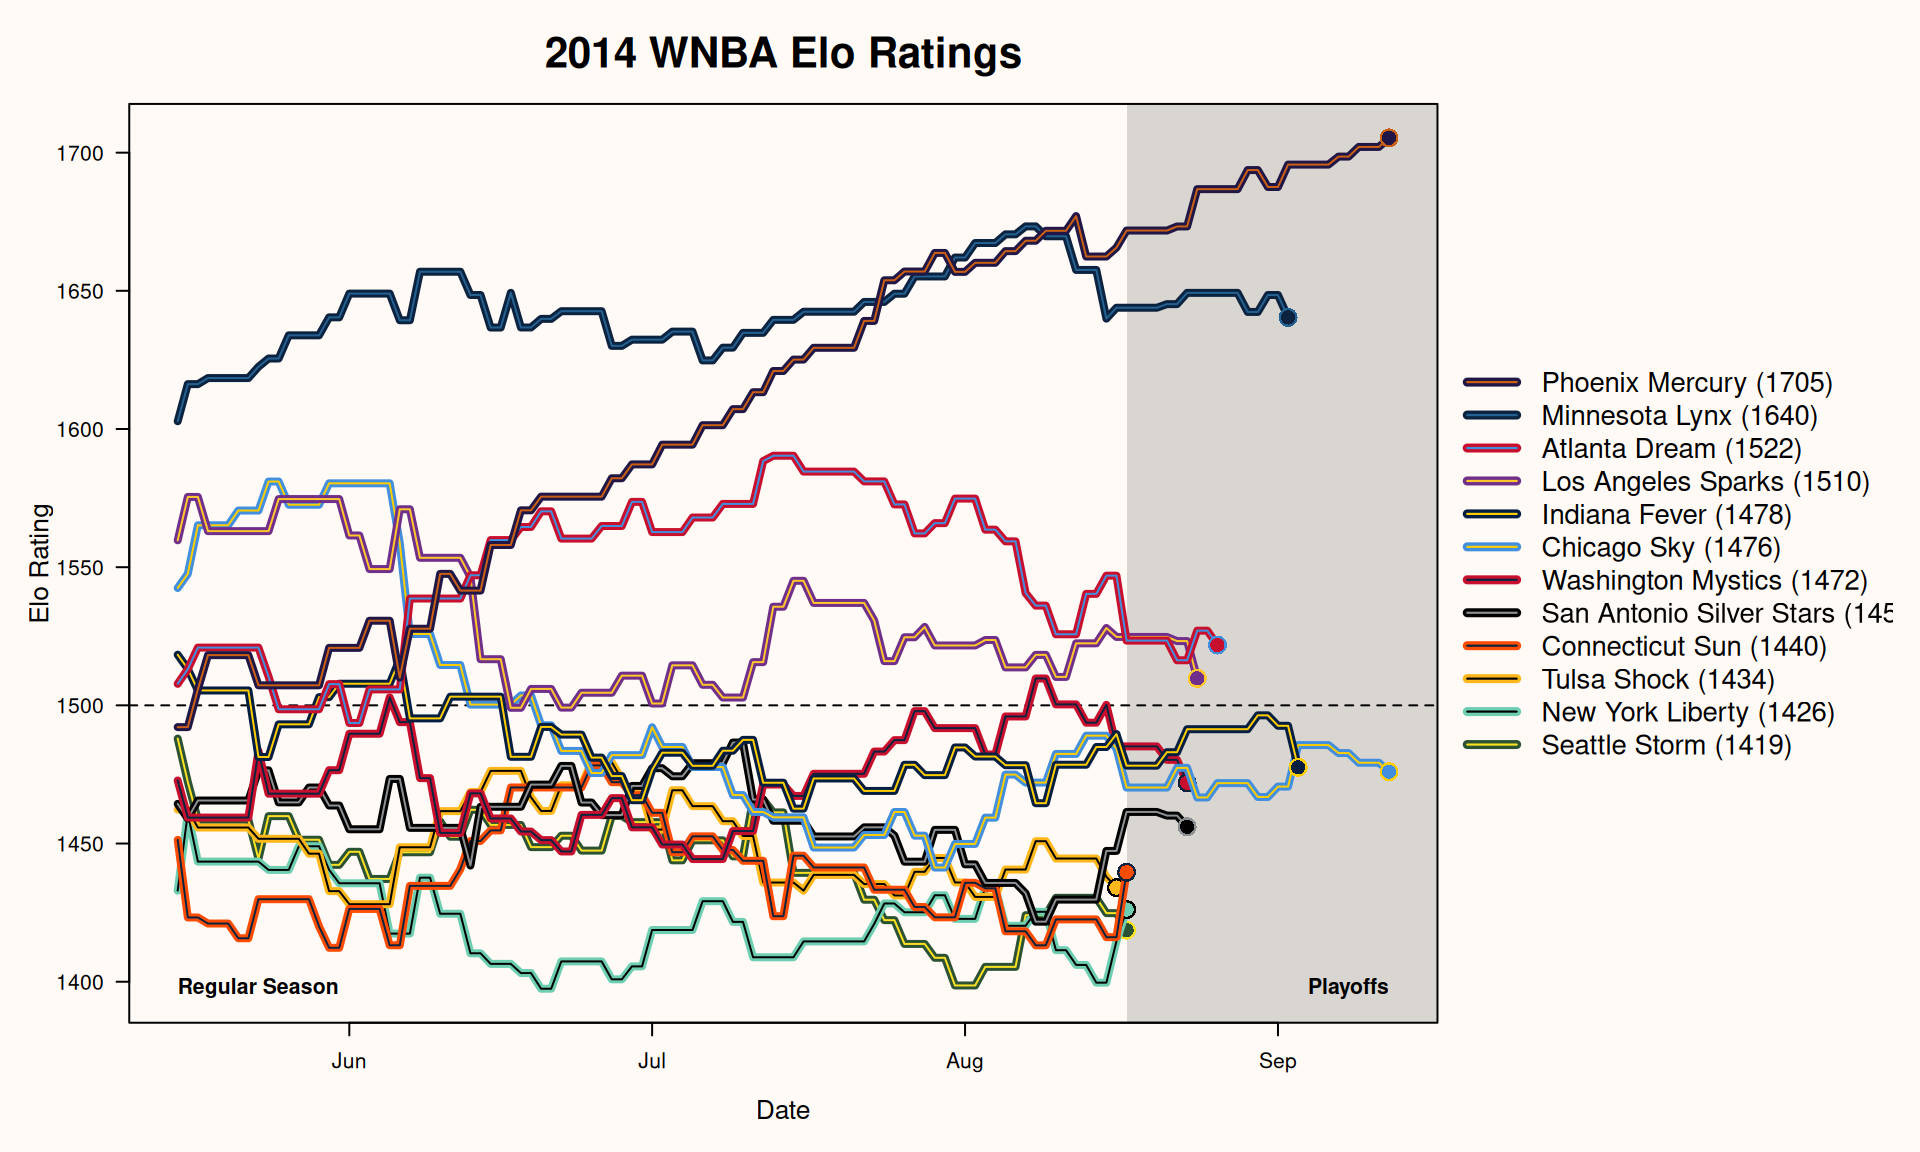 2014 WNBA Elo Ratings
Elo Rating
1700
1650
1600
1550
1500
1450
1400
Regular Season
Playoffs
Jun
Jul
Aug
Sep
Date
Phoenix Mercury (1705)
Minnesota Lynx (1640)
Atlanta Dream (1522)
Los Angeles Sparks (1510)
Indiana Fever (1478)
Chicago Sky (1476)
Washington Mystics (1472)
San Antonio Silver Stars (145
Connecticut Sun (1440)
Tulsa Shock (1434)
New York Liberty (1426)
Seattle Storm (1419)